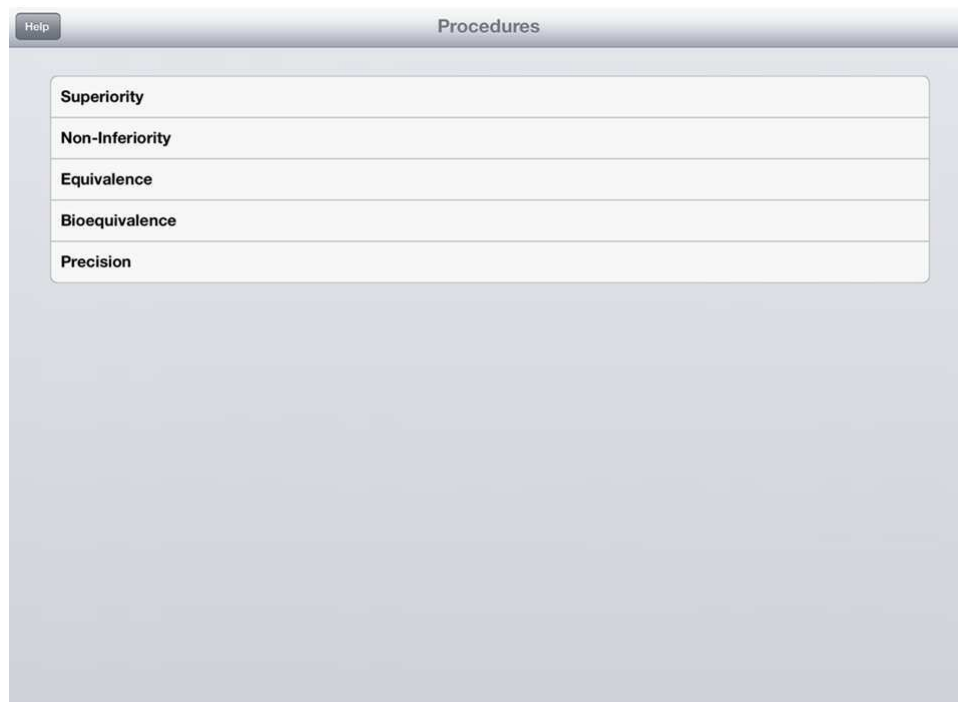 Help
Procedures
Superiority
Non-Inferiority
Equivalence
Bioequivalence
Precision